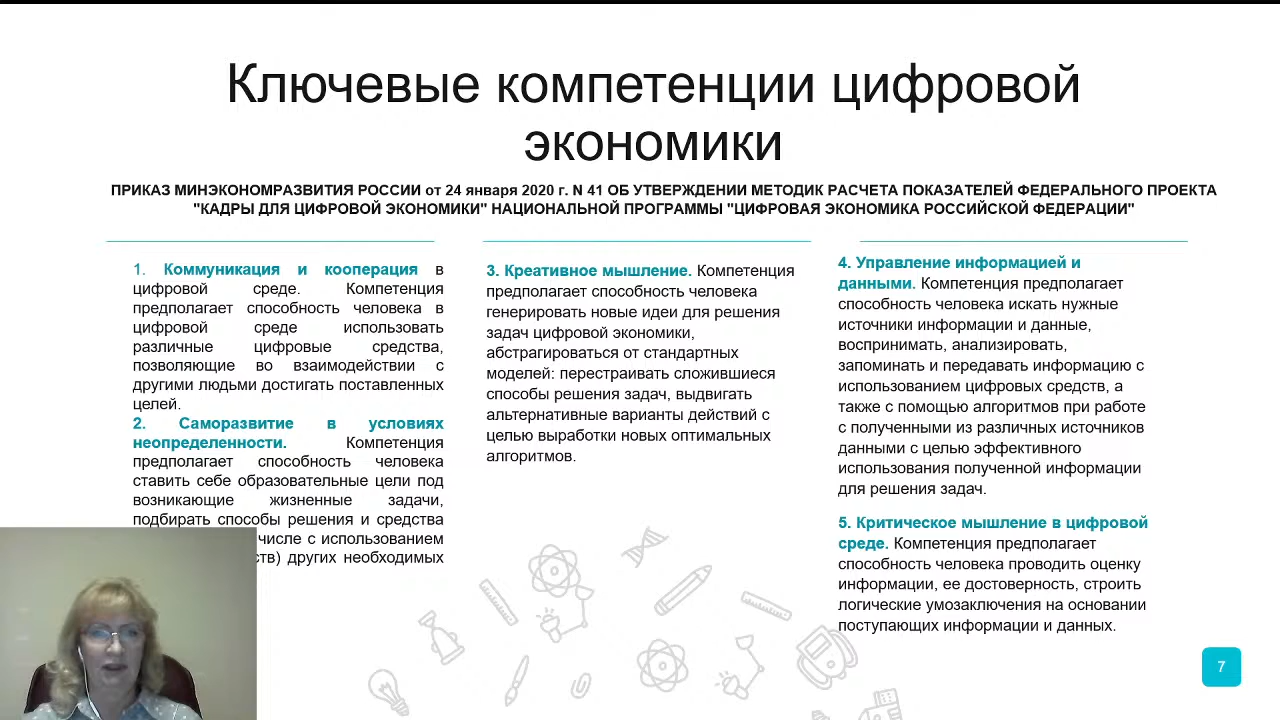 Ключевые компетенции цифровой
экономики
ПРИКАЗ МИНЭКОНОМРАЗВИТИЯ РОССИИ от 24 января 2020 г. N 41 ОБ УТВЕРЖДЕНИИ МЕТОДИК РАСЧЕТА ПОКАЗАТЕЛЕЙ ФЕДЕРАЛЬНОГО ПРОЕКТА
"КАДРЫ ДЛЯ ЦИФРОВОЙ ЭКОНОМИКИ" НАЦИОНАЛЬНОЙ ПРОГРАММЫ "ЦИФРОВАЯ ЭКОНОМИКА РОССИЙСКОЙ ФЕДЕРАЦИИ"
1. Коммуникация и кооперация в
цифровой среде. Компетенция
предполагает способность человека в
цифровой среде использовать
различные цифровые средства,
позволяющие во взаимодействии с
другими людьми достигать поставленных
целей.
2. Саморазвитие в условиях
неопределенности. Компетенция
предполагает способность человека
ставить себе образовательные цели под
возникающие жизненные задачи,
подбирать способы решения и средства
числе с использованием
ств) других необходимых
3. Креативное мышление. Компетенция
предполагает способность человека
генерировать новые идеи для решения
задач цифровой экономики,
абстрагироваться от стандартных
моделей: перестраивать сложившиеся
способы решения задач, выдвигать
альтернативные варианты действий с
целью выработки новых оптимальных
алгоритмов.
4. Управление информацией и
данными. Компетенция предполагает
способность человека искать нужные
источники информации и данные,
воспринимать, анализировать,
запоминать и передавать информацию с
использованием цифровых средств, а
также с помощью алгоритмов при работе
с полученными из различных источников
данными с целью эффективного
использования полученной информации
для решения задач.
5. Критическое мышление в цифровой
среде. Компетенция предполагает
способность человека проводить оценку
информации, ее достоверность, строить
логические умозаключения на основании
поступающих информации и данных.
7